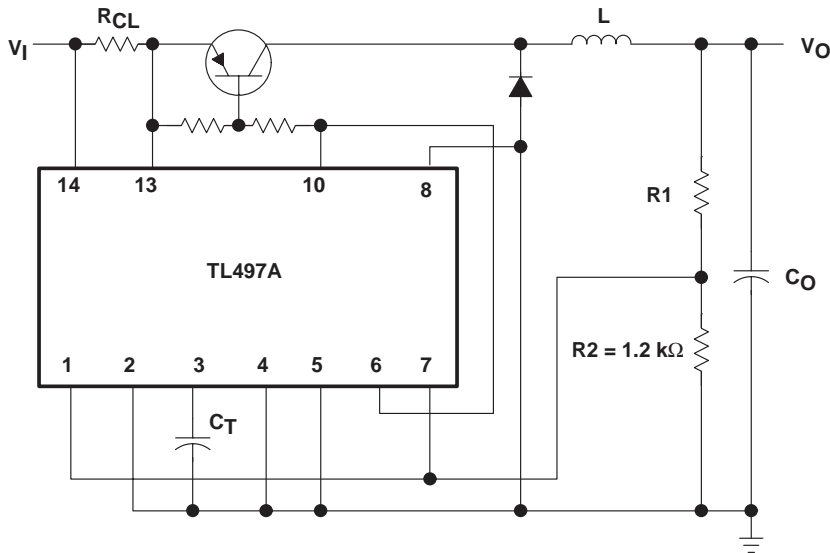 RCL
L
VI
VO
14 13 10 8
R1
TL497A
CO
R2 = 1.2 kΩ
1 2 3 4 5 6 7
CT